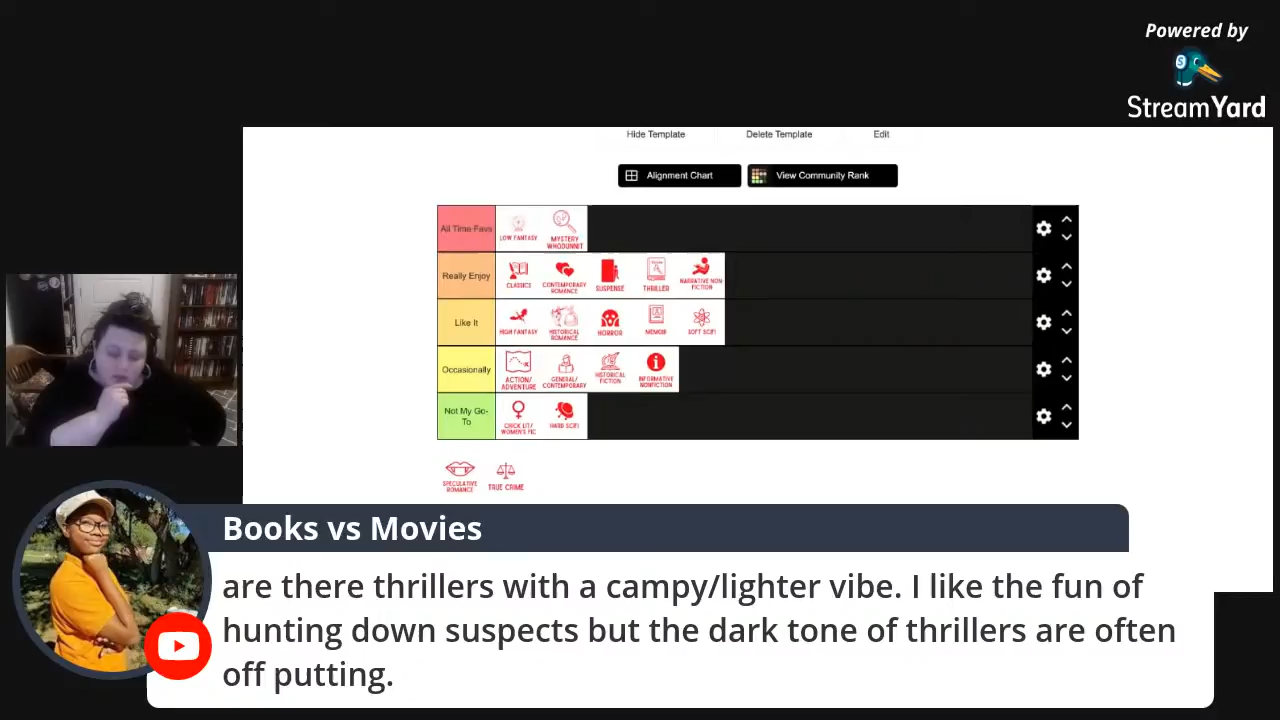 Powered by
StreamYard
Hide Template
Delete Template
Edit
Alignment Chart
View Community Rank
All Time Favs
LOW FANTASY
MYSTERY
WHODUNNIT
Really Enjoy
CLASSICS
CONTEMPORARY
ROMANCE
SUSPENSE
THRILLER
NARRATIVE NON
FICTION
Like It
HIGH FANTASY
HISTORICAL
ROMANCE
HORROR
MEMOIR
SOFT SCIFI
Occasionally
ACTION/
ADVENTURE
GENERAL/
CONTEMPORARY
HISTORICAL
FICTION
INFORMATIVE
NONFICTION
Not My Go-
To
CHICK LIT/
WOMEN'S FIC
HARD SCIFI
SPECULATIVE
ROMANCE
TRUE CRIME
Books vs Movies
are there thrillers with a campy/lighter vibe. I like the fun of
hunting down suspects but the dark tone of thrillers are often
off putting.